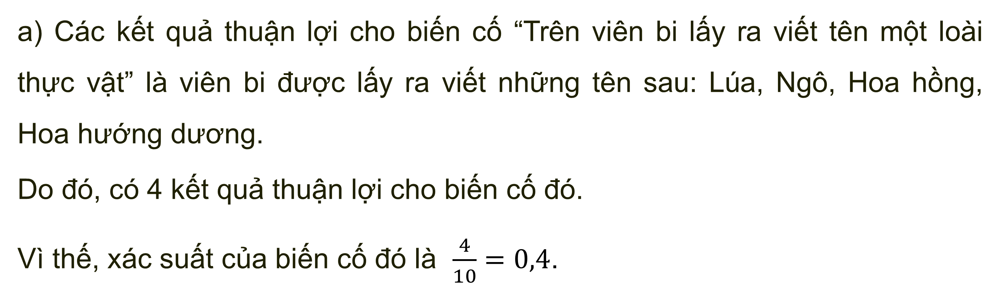 a) Các kết quả thuận lợi cho biến cố “Trên viên bi lấy ra viết tên một loài
thực vật” là viên bi được lấy ra viết những tên sau: Lúa, Ngô, Hoa hồng,
Hoa hướng dương.
Do đó, có 4 kết quả thuận lợi cho biến cố đó.
Vì thế, xác suất của biến cố đó là 4/10 = 0,4.